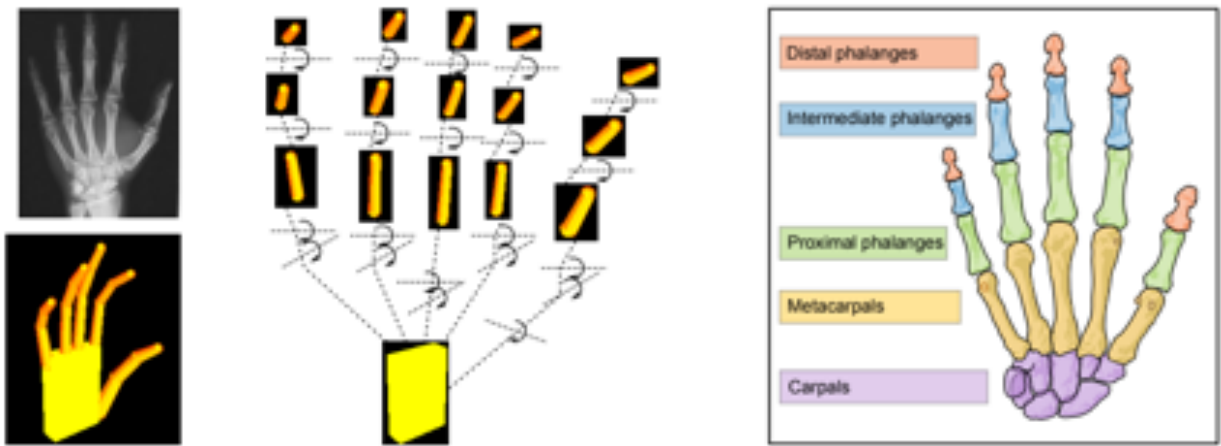 Distal phalanges
Intermediate phalanges
Proximal phalanges
Metacarpals
Carpals